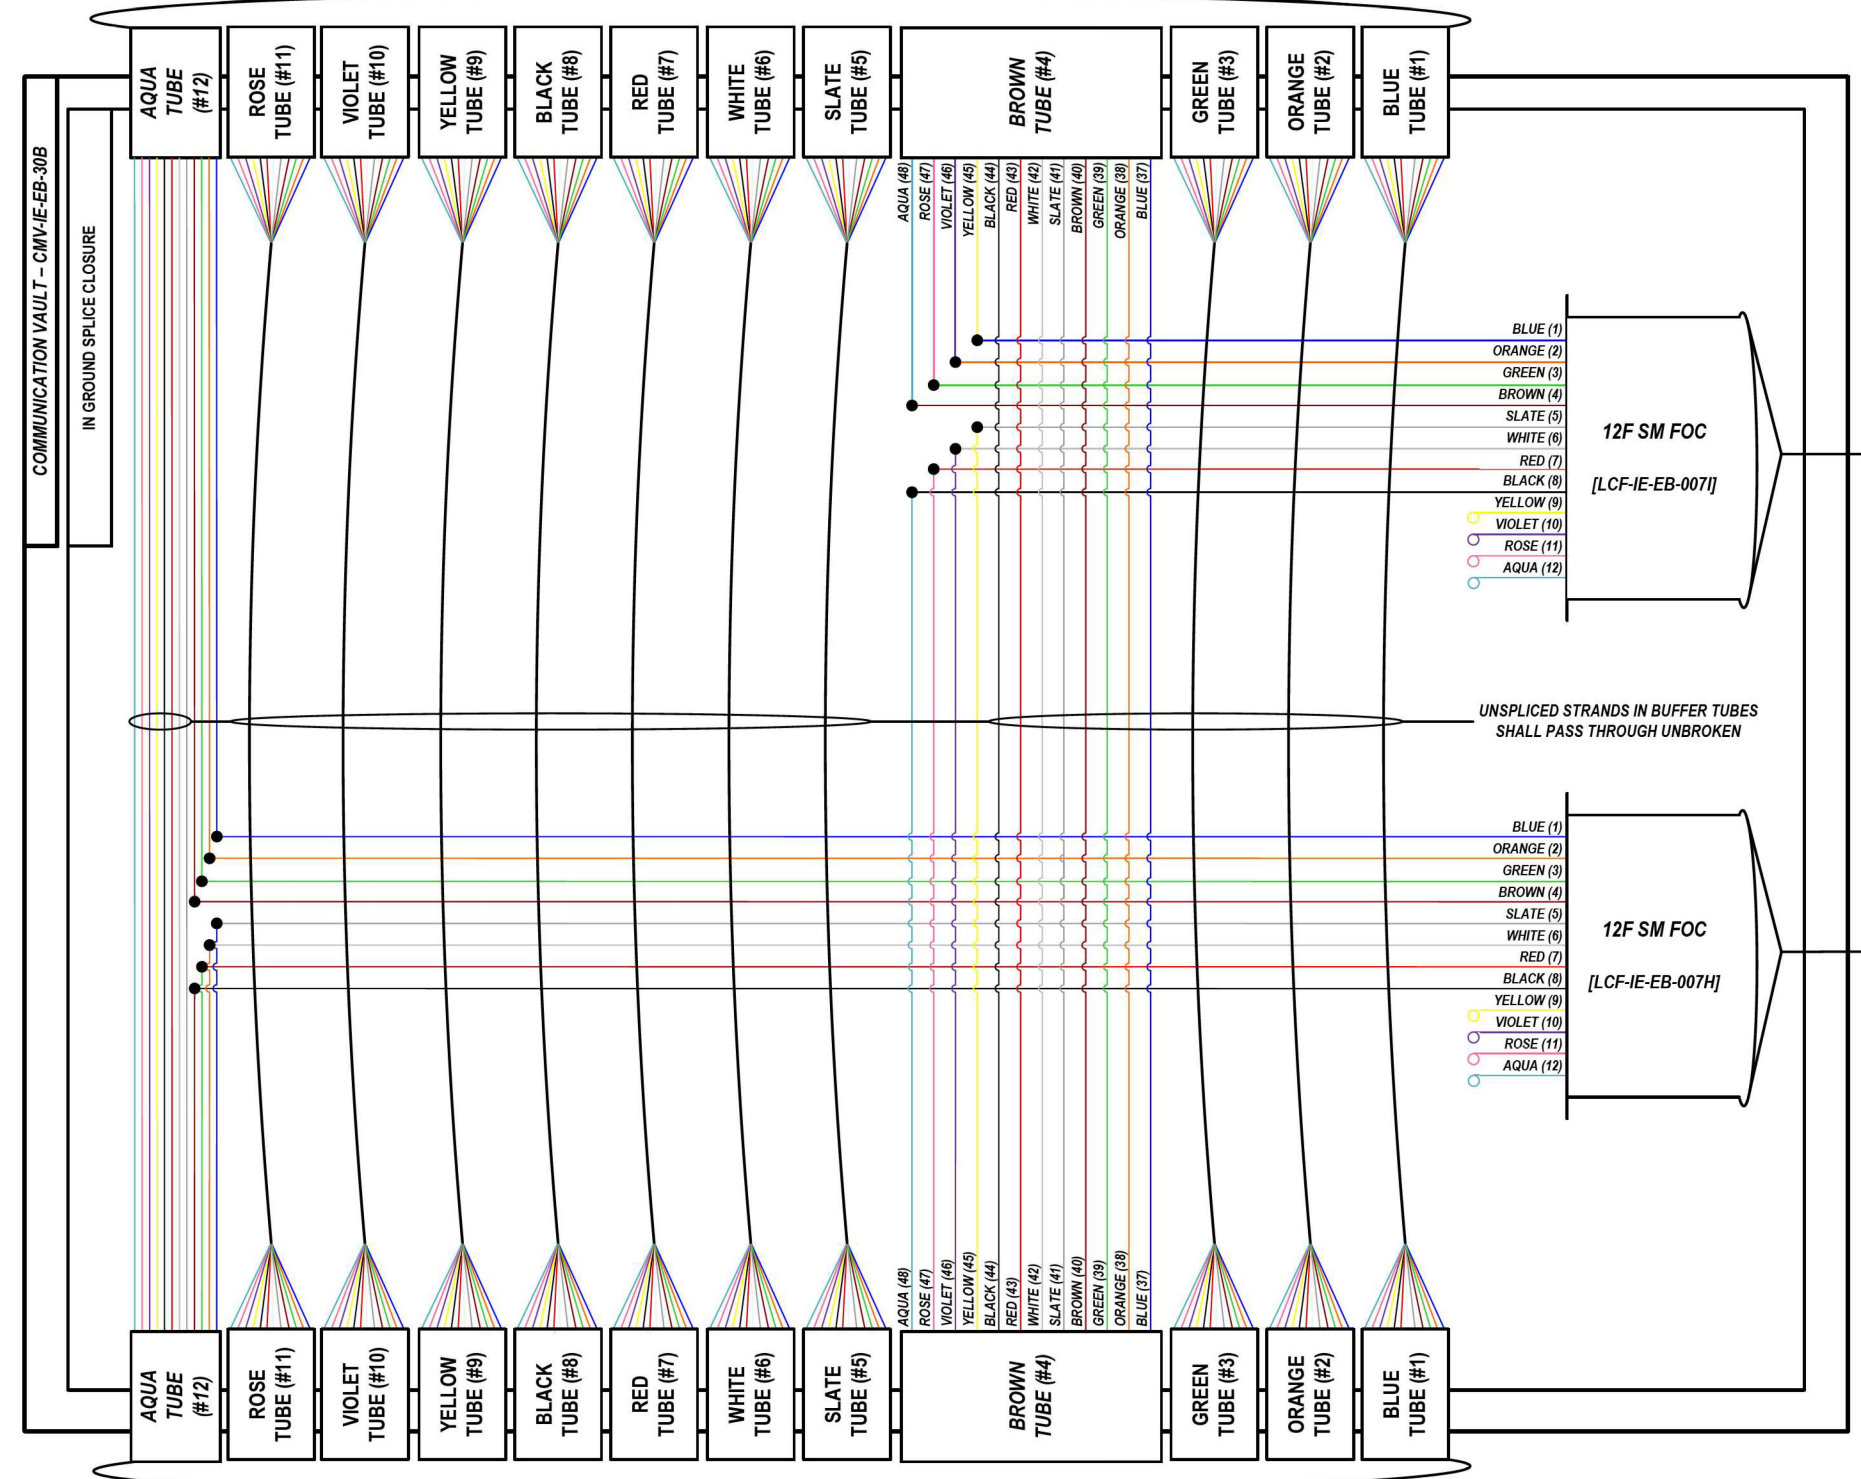 AQUA
TUBE
(#12)
ROSE
TUBE (#11)
VIOLET
TUBE (#10)
YELLOW
TUBE (#9)
BLACK
TUBE (#8)
RED
TUBE (#7)
WHITE
TUBE (#6)
SLATE
TUBE (#5)
BROWN
TUBE (#4)
GREEN
TUBE (#3)
ORANGE
TUBE (#2)
BLUE
TUBE (#1)
COMMUNICATION VAULT – CMV-IE-EB-30B
IN GROUND SPLICE CLOSURE
AQUA (48)
ROSE (47)
VIOLET (46)
YELLOW (45)
BLACK (44)
RED (43)
WHITE (42)
SLATE (41)
BROWN (40)
GREEN (39)
ORANGE (38)
BLUE (37)
BLUE (1)
ORANGE (2)
GREEN (3)
BROWN (4)
SLATE (5)
WHITE (6)
RED (7)
BLACK (8)
YELLOW (9)
VIOLET (10)
ROSE (11)
AQUA (12)
12F SM FOC
[LCF-IE-EB-007I]
UNSPLICED STRANDS IN BUFFER TUBES
SHALL PASS THROUGH UNBROKEN
BLUE (1)
ORANGE (2)
GREEN (3)
BROWN (4)
SLATE (5)
WHITE (6)
RED (7)
BLACK (8)
YELLOW (9)
VIOLET (10)
ROSE (11)
AQUA (12)
12F SM FOC
[LCF-IE-EB-007H]
AQUA (48)
ROSE (47)
VIOLET (46)
YELLOW (45)
BLACK (44)
RED (43)
WHITE (42)
SLATE (41)
BROWN (40)
GREEN (39)
ORANGE (38)
BLUE (37)
AQUA
TUBE
(#12)
ROSE
TUBE (#11)
VIOLET
TUBE (#10)
YELLOW
TUBE (#9)
BLACK
TUBE (#8)
RED
TUBE (#7)
WHITE
TUBE (#6)
SLATE
TUBE (#5)
BROWN
TUBE (#4)
GREEN
TUBE (#3)
ORANGE
TUBE (#2)
BLUE
TUBE (#1)